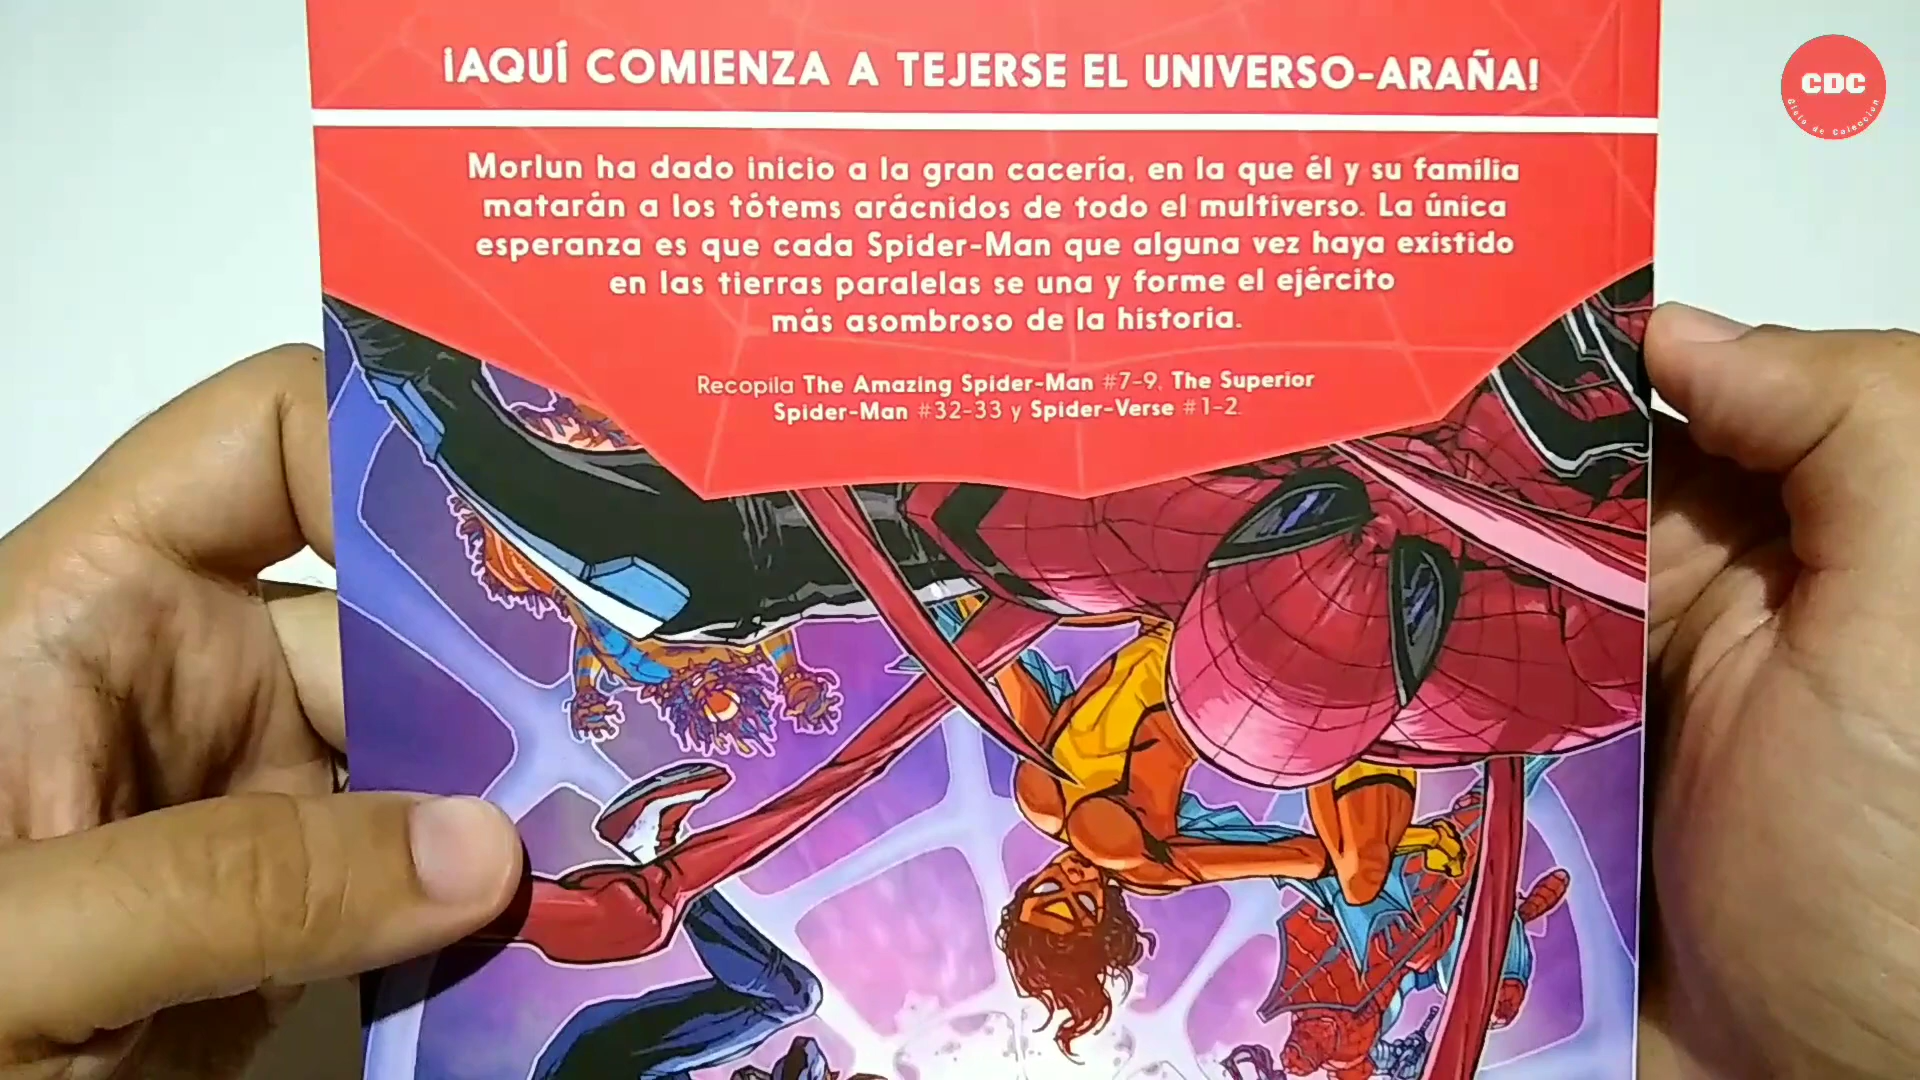 ¡AQUÍ COMIENZA A TEJERSE EL UNIVERSO-ARAÑA!
Morlun ha dado inicio a la gran cacería, en la que él y su familia
matarán a los tótems arácnidos de todo el multiverso. La única
esperanza es que cada Spider-Man que alguna vez haya existido
en las tierras paralelas se una y forme el ejército
más asombroso de la historia.
Recopila The Amazing Spider-Man #7-9, The Superior
Spider-Man #32-33 y Spider-Verse #1-2.
CDC